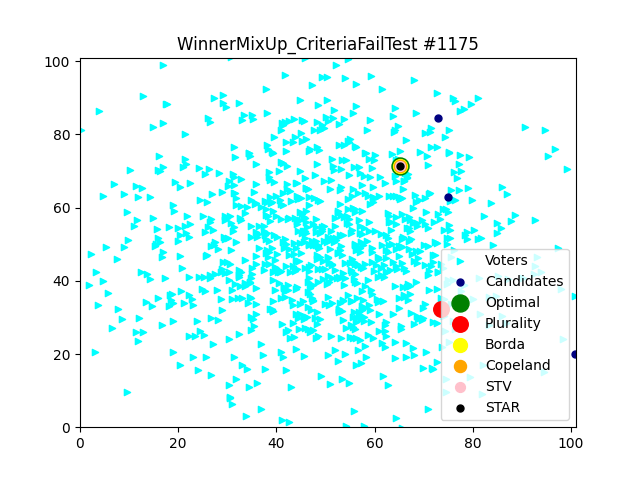 WinnerMixUp_CriteriaFailTest #1175
100
80
60
40
20
0
0
20
40
60
80
100
Voters
Candidates
Optimal
Plurality
Borda
Copeland
STV
STAR